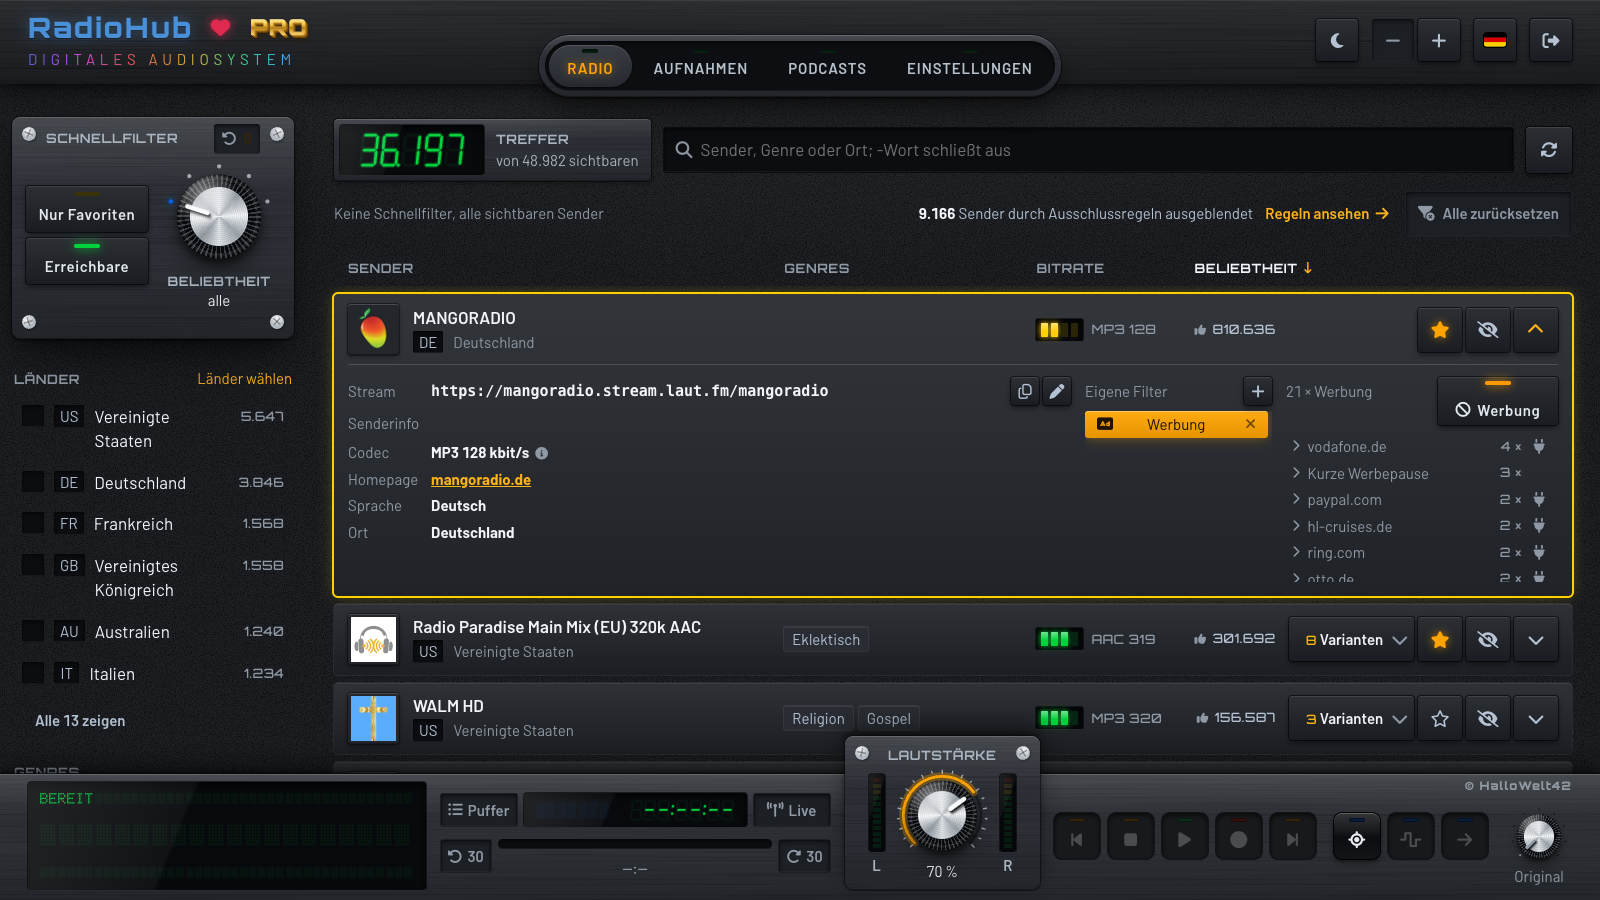 RadioHub PRO
DIGITALES AUDIOSYSTEM
RADIO AUFNAHMEN PODCASTS EINSTELLUNGEN
SCHNELLFILTER
Nur Favoriten
Erreichbare
BELIEBTHEIT
alle
36.197 TREFFER
von 48.982 sichtbaren
Sender, Genre oder Ort; -Wort schließt aus
Keine Schnellfilter, alle sichtbaren Sender
9.166 Sender durch Ausschlussregeln ausgeblendet Regeln ansehen → Alle zurücksetzen
LÄNDER Länder wählen
US Vereinigte Staaten 5.647
DE Deutschland 3.846
FR Frankreich 1.568
GB Vereinigtes Königreich 1.558
AU Australien 1.240
IT Italien 1.234
Alle 13 zeigen
GENRES
SENDER GENRES BITRATE BELIEBTHEIT ↓
MANGORADIO
DE Deutschland
MP3 128 810.636
Stream https://mangoradio.stream.laut.fm/mangoradio
Senderinfo
Codec MP3 128 kbit/s
Homepage mangoradio.de
Sprache Deutsch
Ort Deutschland
Eigene Filter +
Ad Werbung ×
21 × Werbung
Werbung
vodafone.de 4 ×
Kurze Werbepause 3 ×
paypal.com 2 ×
hl-cruises.de 2 ×
ring.com 2 ×
otto.de 2 ×
Radio Paradise Main Mix (EU) 320k AAC
US Vereinigte Staaten
Eklektisch
AAC 319 301.692 8 Varianten
WALM HD
US Vereinigte Staaten
Religion Gospel
MP3 320 156.587 3 Varianten
BEREIT
Puffer --:--:-- Live
30 --:-- 30
LAUTSTÄRKE
L R
70 %
© HalloWelt42
Original